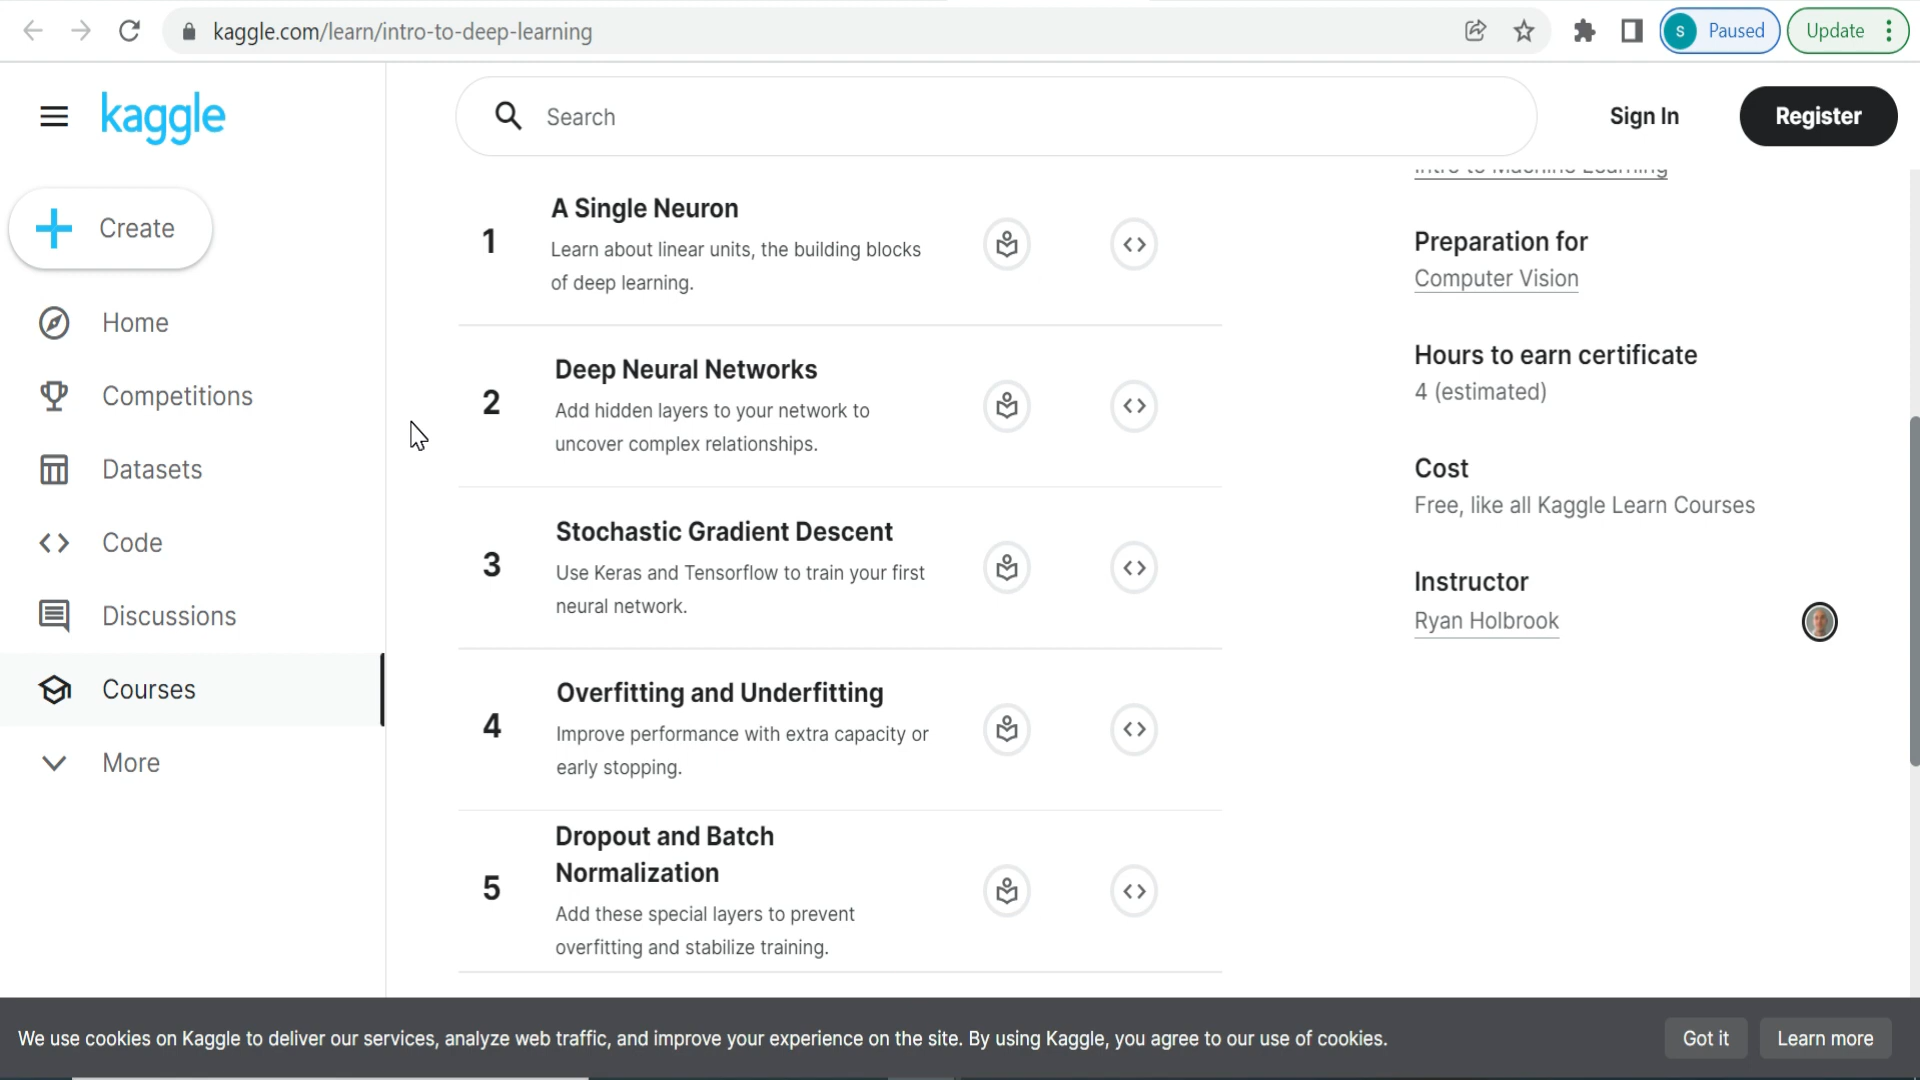 kaggle.com/learn/intro-to-deep-learning
S
Paused
Update
kaggle
Search
Sign In
Register
Create
Home
Competitions
Datasets
Code
Discussions
Courses
More
1
A Single Neuron
Learn about linear units, the building blocks
of deep learning.
2
Deep Neural Networks
Add hidden layers to your network to
uncover complex relationships.
3
Stochastic Gradient Descent
Use Keras and Tensorflow to train your first
neural network.
4
Overfitting and Underfitting
Improve performance with extra capacity or
early stopping.
5
Dropout and Batch
Normalization
Add these special layers to prevent
overfitting and stabilize training.
Intro to Machine Learning
Preparation for
Computer Vision
Hours to earn certificate
4 (estimated)
Cost
Free, like all Kaggle Learn Courses
Instructor
Ryan Holbrook
We use cookies on Kaggle to deliver our services, analyze web traffic, and improve your experience on the site. By using Kaggle, you agree to our use of cookies.
Got it
Learn more